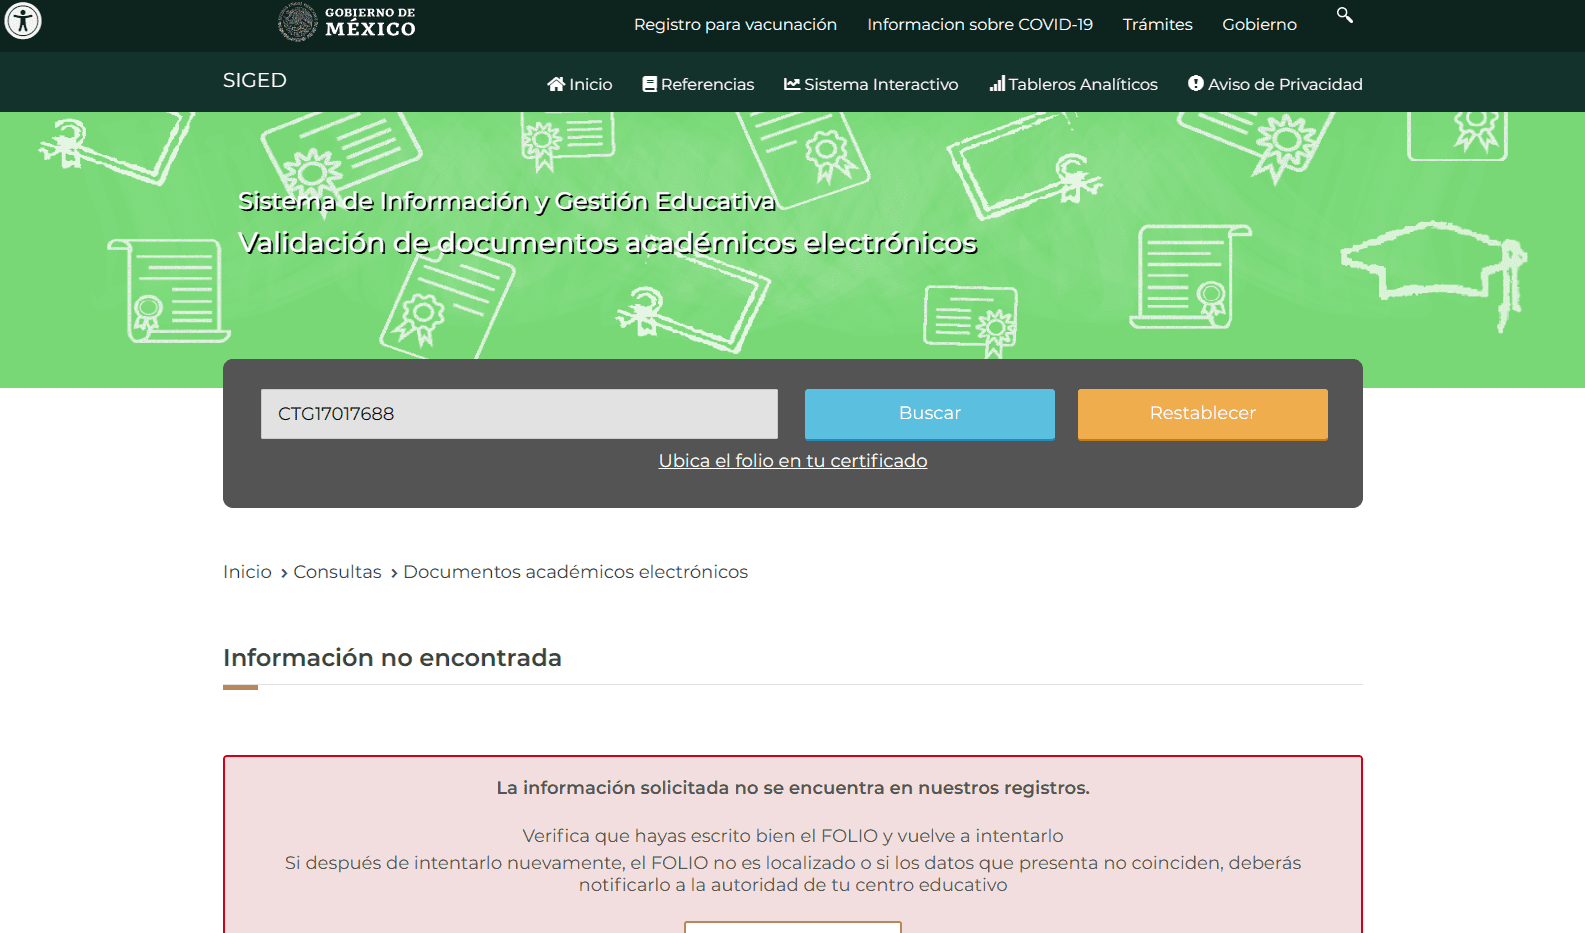 GOBIERNO DE
MÉXICO
Registro para vacunación
Informacion sobre COVID-19
Trámites
Gobierno
SIGED
Inicio
Referencias
Sistema Interactivo
Tableros Analíticos
Aviso de Privacidad
Sistema de Información y Gestión Educativa
Validación de documentos académicos electrónicos
CTG17017688
Buscar
Restablecer
Ubica el folio en tu certificado
Inicio > Consultas > Documentos académicos electrónicos
Información no encontrada
La información solicitada no se encuentra en nuestros registros.
Verifica que hayas escrito bien el FOLIO y vuelve a intentarlo
Si después de intentarlo nuevamente, el FOLIO no es localizado o si los datos que presenta no coinciden, deberás
notificarlo a la autoridad de tu centro educativo